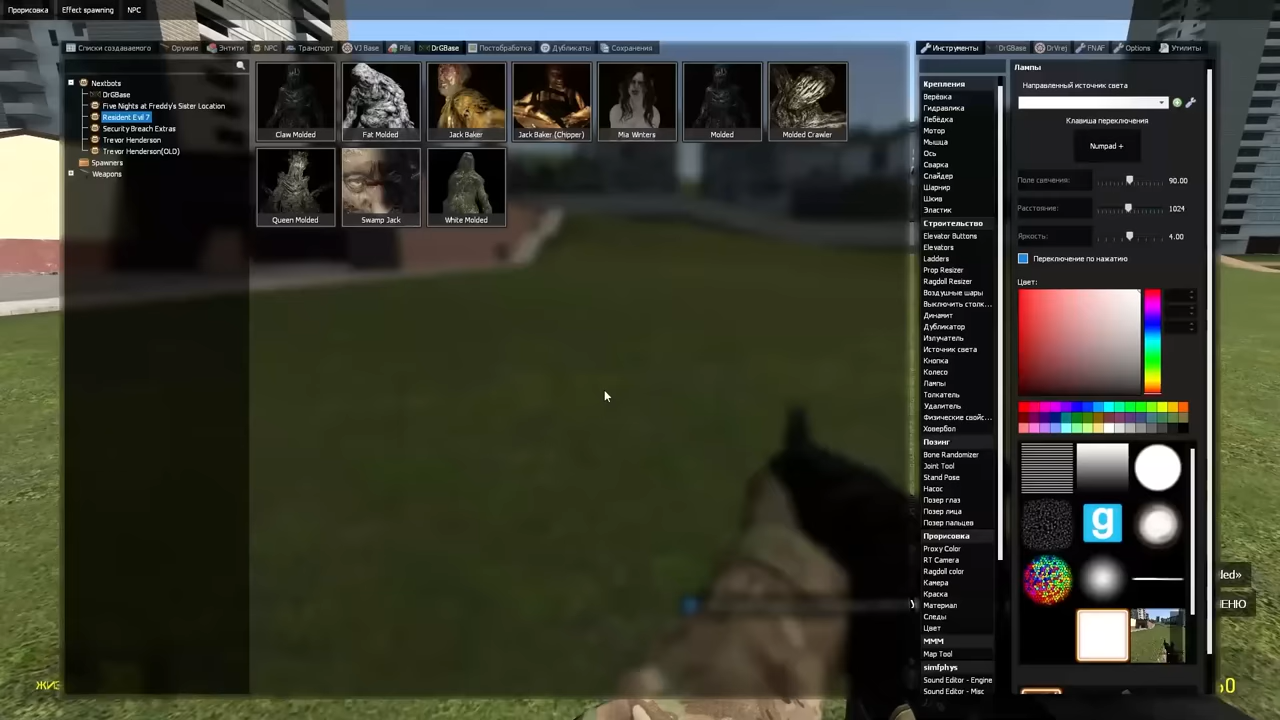 Прорисовка Effect spawning NPC
Списки создаваемого Оружие Энтити NPC Транспорт VJ Base Pills DrGBase Постобработка Дубликаты Сохранения
Nextbots
DrGBase
Five Nights at Freddy's Sister Location
Resident Evil 7
Security Breach Extras
Trevor Henderson
Trevor Henderson(OLD)
Spawners
Weapons
Claw Molded Fat Molded Jack Baker Jack Baker (Chipper) Mia Winters Molded Molded Crawler
Queen Molded Swamp Jack White Molded
Инструменты DrGBase (Dr)Vrej FNAF Options Утилиты
Крепления
Верёвка
Гидравлика
Лебёдка
Мотор
Мышца
Ось
Сварка
Слайдер
Шарнир
Шкив
Эластик
Строительство
Elevator Buttons
Elevators
Ladders
Prop Resizer
Ragdoll Resizer
Воздушные шары
Выключить столк...
Динамит
Дубликатор
Излучатель
Источник света
Кнопка
Колесо
Лампы
Толкатель
Удалитель
Физические свойс...
Ховербол
Позинг
Bone Randomizer
Joint Tool
Stand Pose
Насос
Позер глаз
Позер лица
Позер пальцев
Прорисовка
Proxy Color
RT Camera
Ragdoll color
Камера
Краска
Материал
Следы
Цвет
МММ
Map Tool
simfphys
Sound Editor - Engine
Sound Editor - Misc
Лампы
Направленный источник света
Клавиша переключения
Numpad +
Поле свечения: 90.00
Расстояние: 1024
Яркость: 4.00
Переключение по нажатию
Цвет:
g
ded»
ЕНЮ